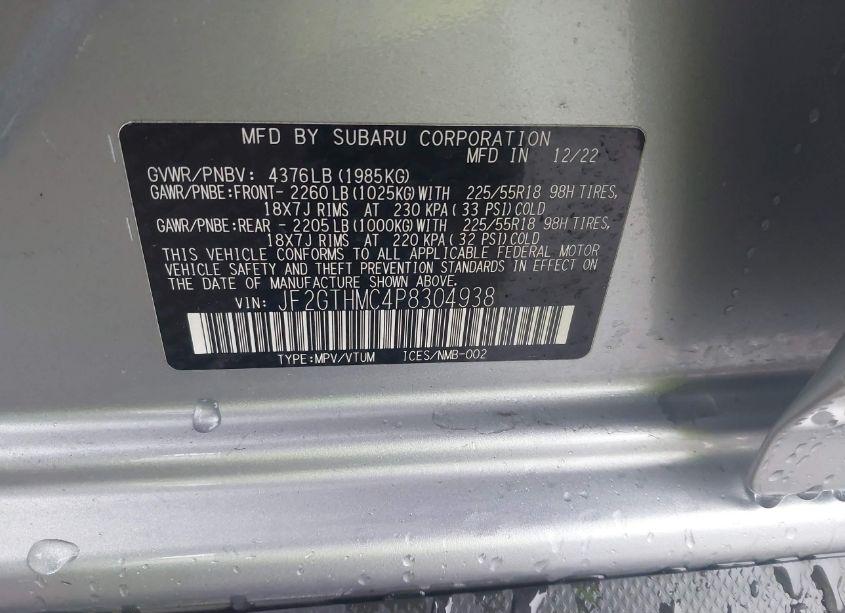 MFD BY SUBARU CORPORATION
MFD IN 12/22
GVWR/PNBV: 4376LB(1985KG)
GAWR/PNBE:FRONT- 2260LB(1025KG)WITH 225/55R18 98H TIRES,
18X7J RIMS AT 230 KPA( 33 PSI)COLD
GAWR/PNBE:REAR - 2205LB(1000KG)WITH 225/55R18 98H TIRES,
18X7J RIMS AT 220 KPA( 32 PSI)COLD
THIS VEHICLE CONFORMS TO ALL APPLICABLE FEDERAL MOTOR
VEHICLE SAFETY AND THEFT PREVENTION STANDARDS IN EFFECT ON
THE DATE OF MANUFACTURE SHOWN ABOVE.
VIN: JF2GTHMC4P8304938
TYPE:MPV/VTUM ICES/NMB-002